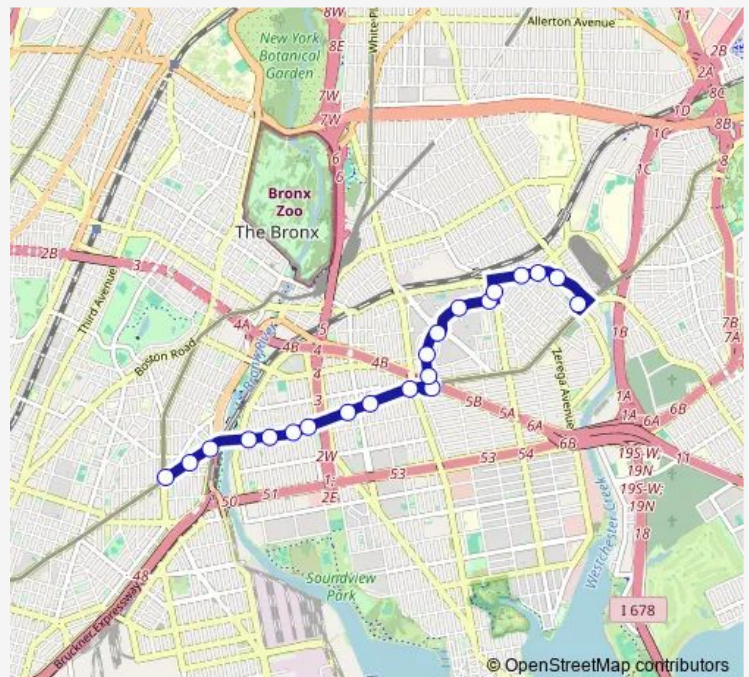 8W
Allerton Avenue
11
White-Pl
New York
Botanical
Garden
8E
2B
2A
8C
7W
7W
1D
1C
8B
6
6
1C
8
Bronx
Zoo
The Bronx
2B
3
Third Avenue
4A
5
4B
4
4
4B
Boston Road
Bronx River
3
1B
7B
7A
Zerega Avenue
5B
5A
6A
6B
1A
1A
6A
6B
2W
1;
2E
53
53
54
50
51
11
19S-W;
19N
19S-W;
19N
18
Westchester Creek
48
Bruckner Expressway
Soundview
Park
I 678
© OpenStreetMap contributors